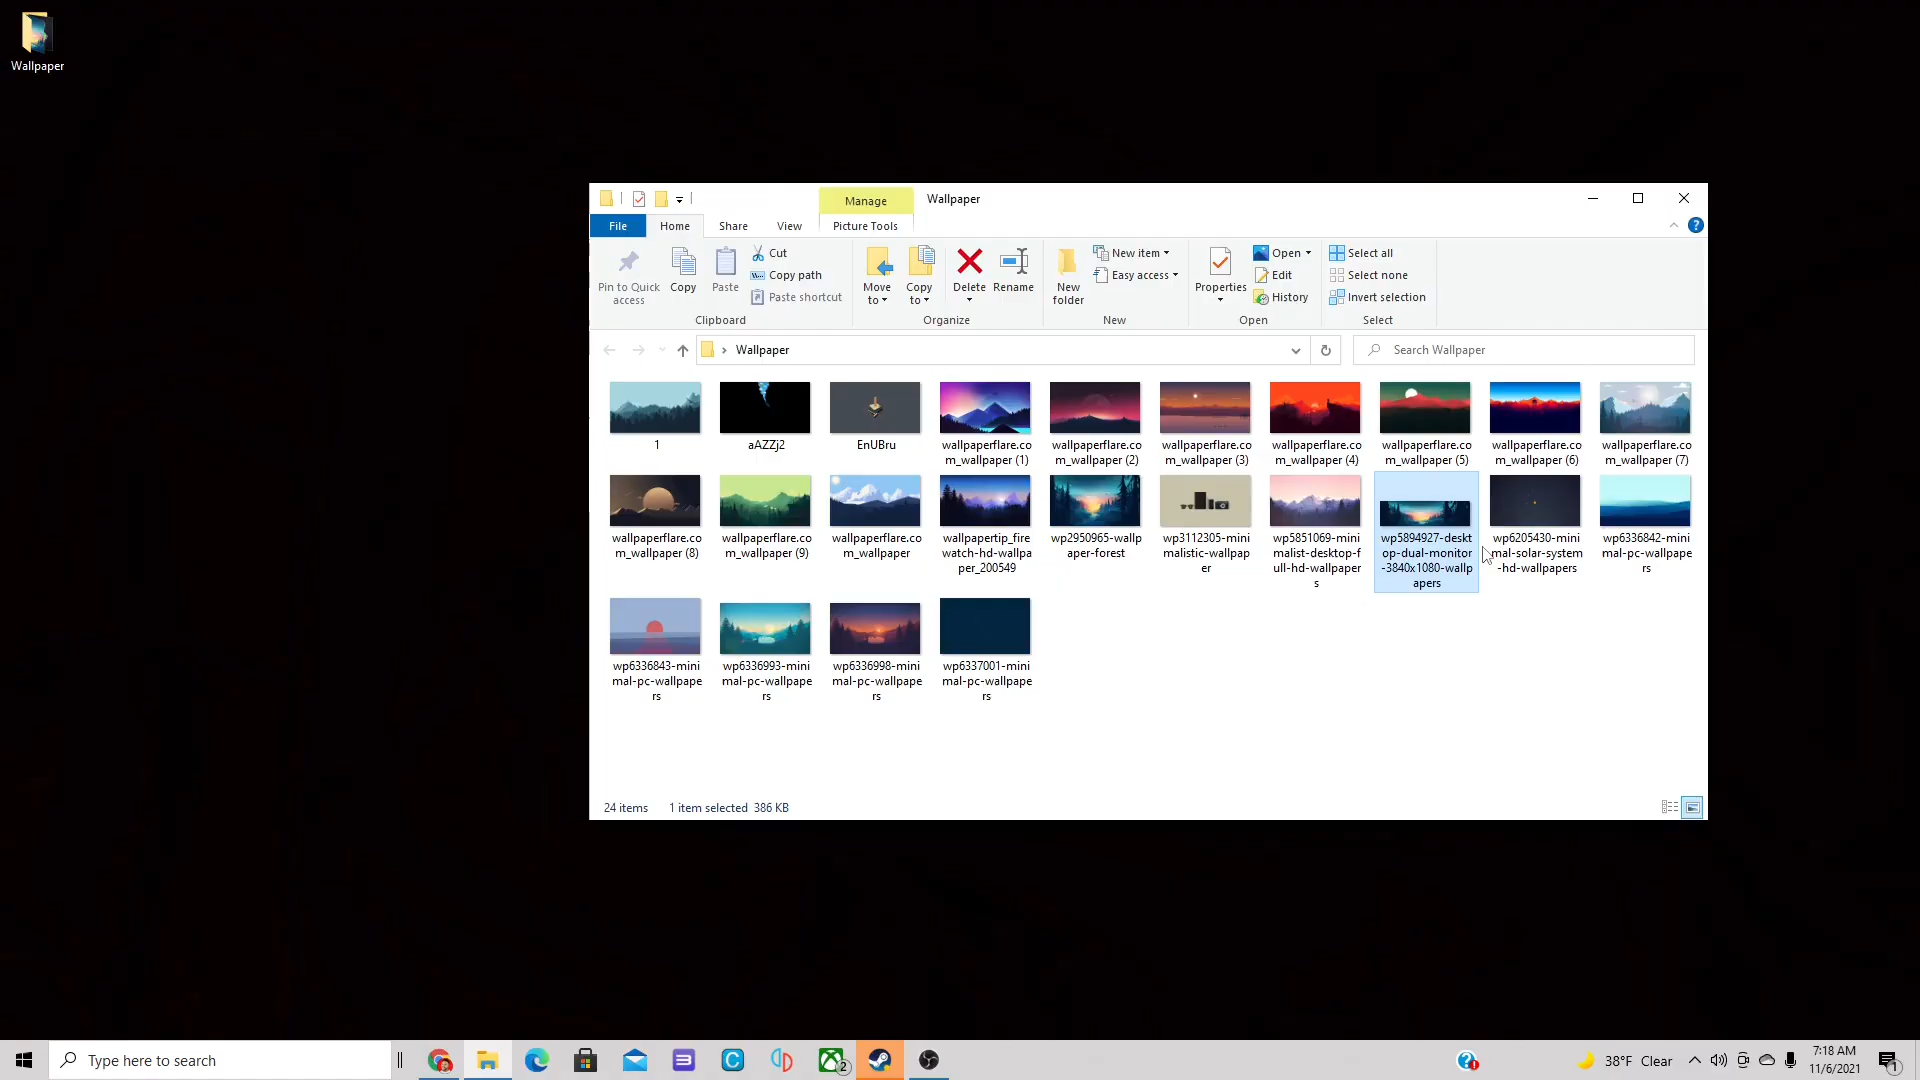 Wallpaper
Manage
Wallpaper
File
Home
Share
View
Picture Tools
Pin to Quick
access
Copy
Paste
Cut
Copy path
Paste shortcut
Clipboard
Move
to
Copy
to
Delete
Rename
Organize
New
folder
New item
Easy access
New
Properties
Open
Edit
History
Open
Select all
Select none
Invert selection
Select
Wallpaper
Search Wallpaper
1
aAZZj2
EnUBru
wallpaperflare.co
m_wallpaper (1)
wallpaperflare.co
m_wallpaper (2)
wallpaperflare.co
m_wallpaper (3)
wallpaperflare.co
m_wallpaper (4)
wallpaperflare.co
m_wallpaper (5)
wallpaperflare.co
m_wallpaper (6)
wallpaperflare.co
m_wallpaper (7)
wallpaperflare.co
m_wallpaper (8)
wallpaperflare.co
m_wallpaper (9)
wallpaperflare.co
m_wallpaper
wallpapertip_fire
watch-hd-wallpa
per_200549
wp2950965-wallp
aper-forest
wp3112305-mini
malistic-wallpap
er
wp5851069-mini
malist-desktop-f
ull-hd-wallpaper
s
wp5894927-deskt
op-dual-monitor
-3840x1080-wallp
apers
wp6205430-mini
mal-solar-system
-hd-wallpapers
wp6336842-mini
mal-pc-wallpape
rs
wp6336843-mini
mal-pc-wallpape
rs
wp6336993-mini
mal-pc-wallpape
rs
wp6336998-mini
mal-pc-wallpape
rs
wp6337001-mini
mal-pc-wallpape
rs
24 items
1 item selected 386 KB
Type here to search
2
38°F Clear
7:18 AM
11/6/2021
1